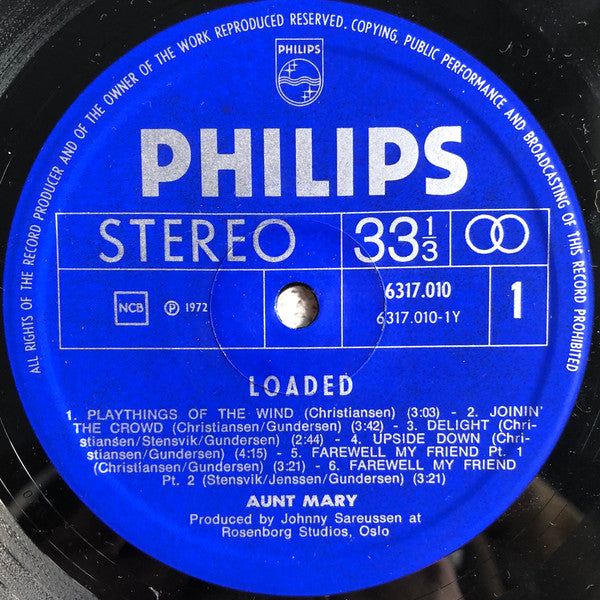 ALL RIGHTS OF THE RECORD PRODUCER AND OF THE OWNER OF THE WORK REPRODUCED RESERVED. COPYING, PUBLIC PERFORMANCE AND BROADCASTING OF THIS RECORD PROHIBITED
PHILIPS
PHILIPS
STEREO 33 1/3
NCB ℗ 1972 6317.010 1
6317.010-1Y
LOADED
1. PLAYTHINGS OF THE WIND (Christiansen) (3:03) - 2. JOININ'
THE CROWD (Christiansen/Gundersen) (3:42) - 3. DELIGHT (Chri-
stiansen/Stensvik/Gundersen) (2:44) - 4. UPSIDE DOWN (Chri-
stiansen/Gundersen) (4:15) - 5. FAREWELL MY FRIEND Pt. 1
(Christiansen/Gundersen) (3:21) - 6. FAREWELL MY FRIEND
Pt. 2 (Stensvik/Jenssen/Gundersen) (3:21)
AUNT MARY
Produced by Johnny Sareussen at
Rosenborg Studios, Oslo